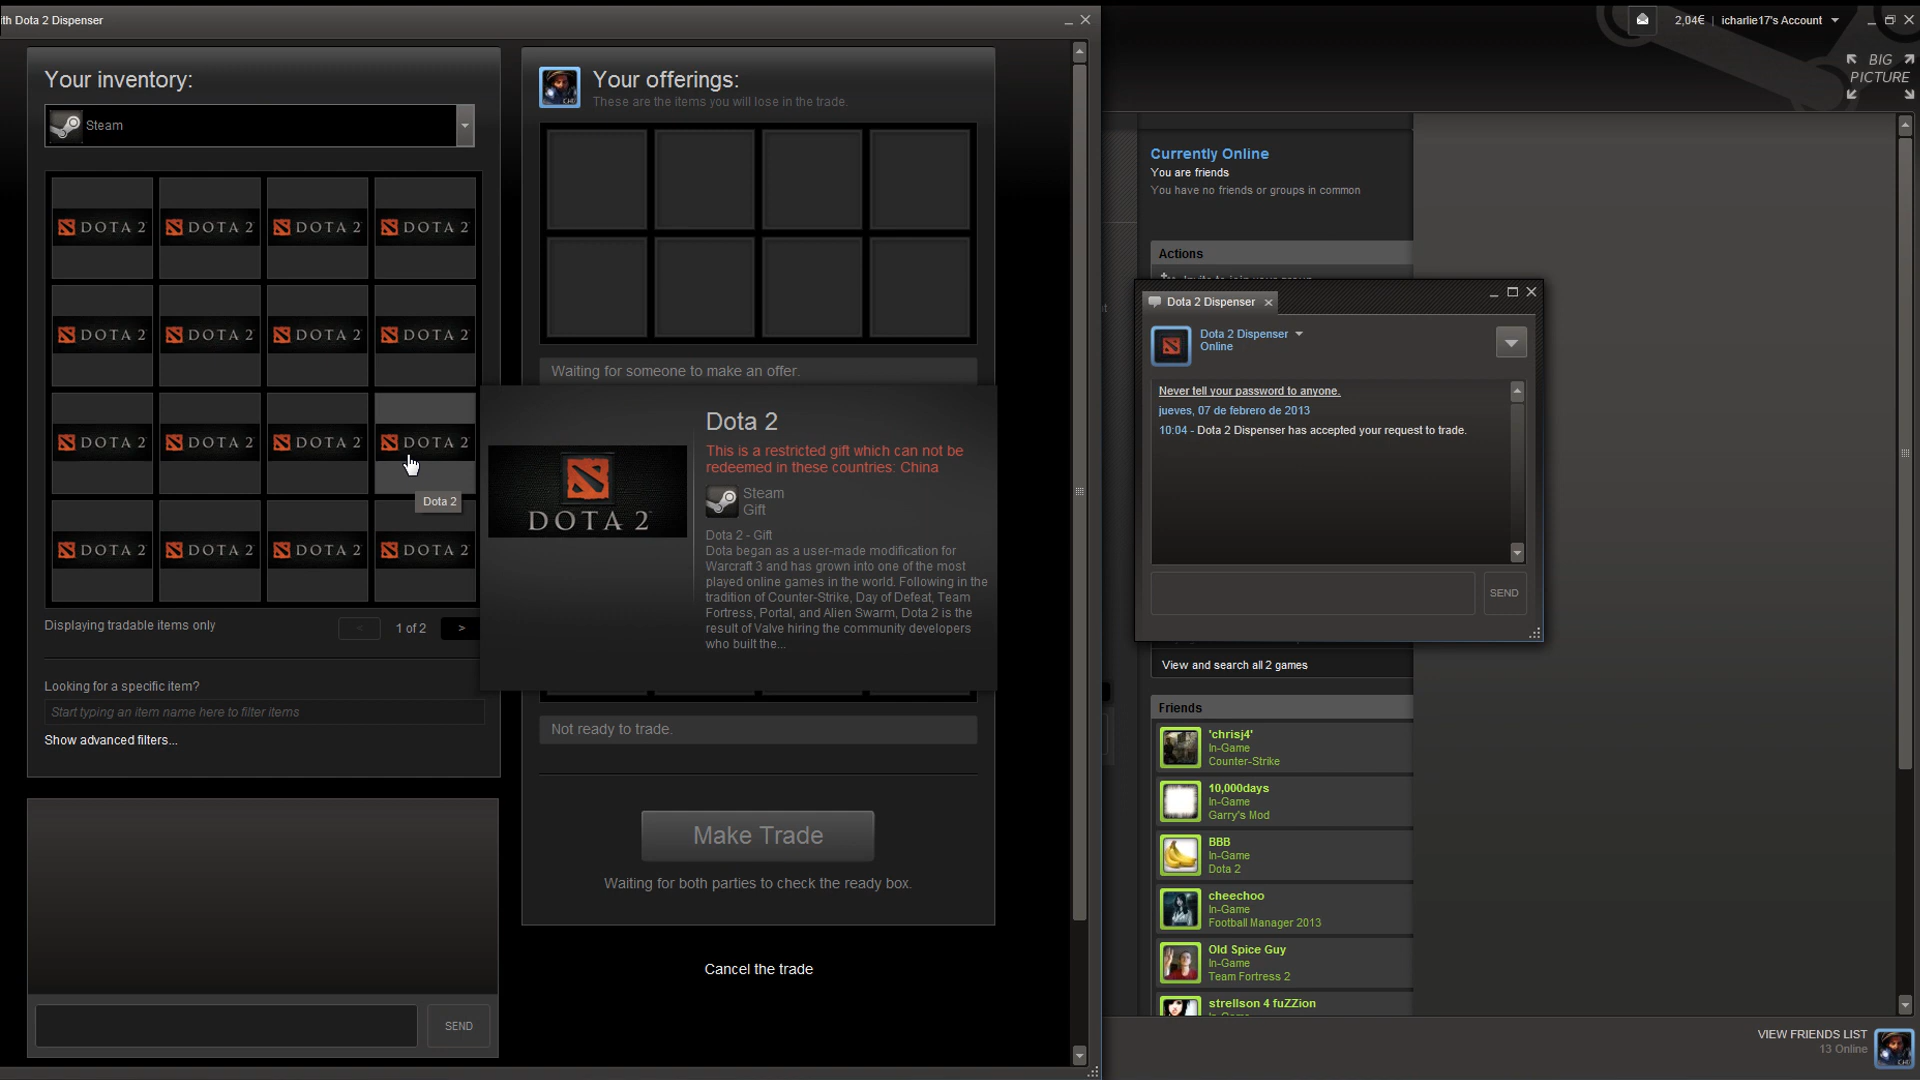 th Dota 2 Dispenser
2,04€ | icharlie17's Account
BIG
PICTURE
Your inventory:
Steam
DOTA 2 DOTA 2 DOTA 2 DOTA 2
DOTA 2 DOTA 2 DOTA 2 DOTA 2
DOTA 2 DOTA 2 DOTA 2 DOTA 2
Dota 2
DOTA 2 DOTA 2 DOTA 2 DOTA 2
Displaying tradable items only
< 1 of 2 >
Looking for a specific item?
Start typing an item name here to filter items
Show advanced filters...
SEND
Your offerings:
These are the items you will lose in the trade.
Waiting for someone to make an offer.
DOTA 2
Dota 2
This is a restricted gift which can not be
redeemed in these countries: China
Steam
Gift
Dota 2 - Gift
Dota began as a user-made modification for
Warcraft 3 and has grown into one of the most
played online games in the world. Following in the
tradition of Counter-Strike, Day of Defeat, Team
Fortress, Portal, and Alien Swarm, Dota 2 is the
result of Valve hiring the community developers
who built the...
Not ready to trade.
Make Trade
Waiting for both parties to check the ready box.
Cancel the trade
Currently Online
You are friends
You have no friends or groups in common
Actions
Dota 2 Dispenser
Dota 2 Dispenser
Online
Never tell your password to anyone.
jueves, 07 de febrero de 2013
10:04 - Dota 2 Dispenser has accepted your request to trade.
SEND
View and search all 2 games
Friends
'chrisj4'
In-Game
Counter-Strike
10,000days
In-Game
Garry's Mod
BBB
In-Game
Dota 2
cheechoo
In-Game
Football Manager 2013
Old Spice Guy
In-Game
Team Fortress 2
strellson 4 fuZZion
VIEW FRIENDS LIST
13 Online